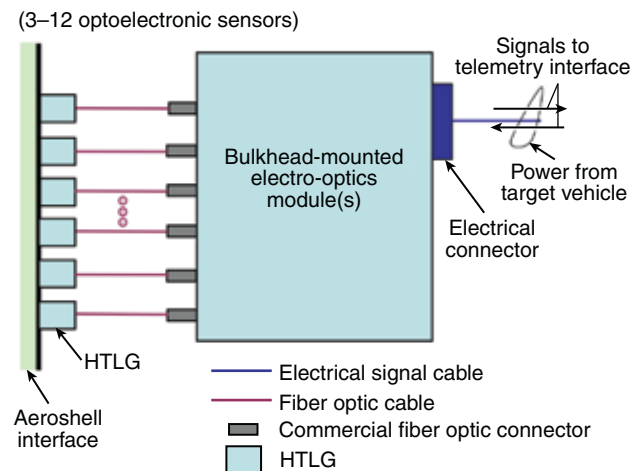 (3–12 optoelectronic sensors)
Signals to
telemetry interface
Bulkhead-mounted
electro-optics
module(s)
Power from
target vehicle
Electrical
connector
HTLG
Aeroshell
interface
Electrical signal cable
Fiber optic cable
Commercial fiber optic connector
HTLG